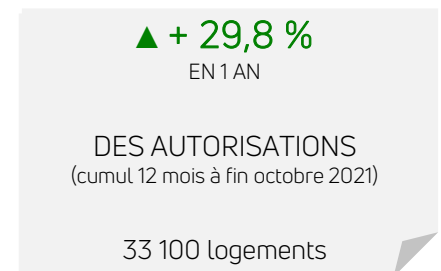 ▲ + 29,8 %
EN 1 AN
DES AUTORISATIONS
(cumul 12 mois à fin octobre 2021)
33 100 logements